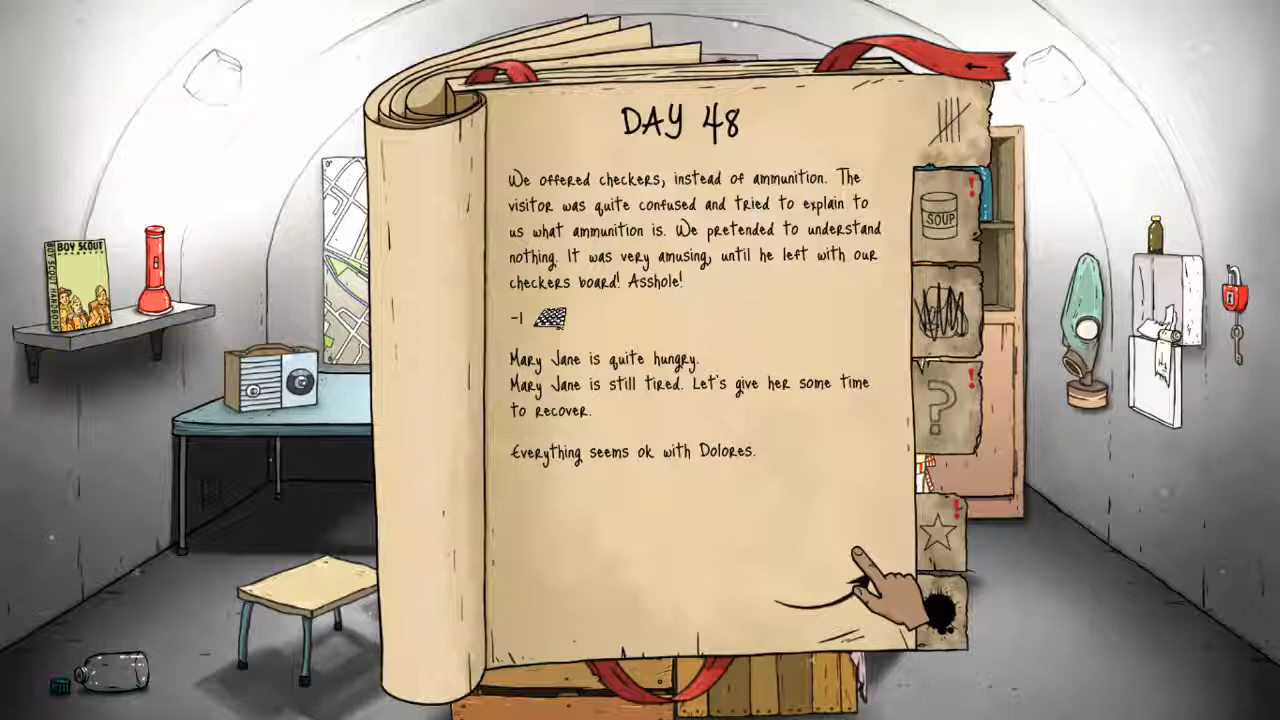 DAY 48
We offered checkers, instead of ammunition. The
visitor was quite confused and tried to explain to
us what ammunition is. We pretended to understand
nothing. It was very amusing, until he left with our
checkers board! Asshole!
-1
Mary Jane is quite hungry.
Mary Jane is still tired. Let's give her some time
to recover.
Everything seems ok with Dolores.
SOUP
?
BOY SCOUT
HANDBOOK
BOY SCOUT HANDBOOK